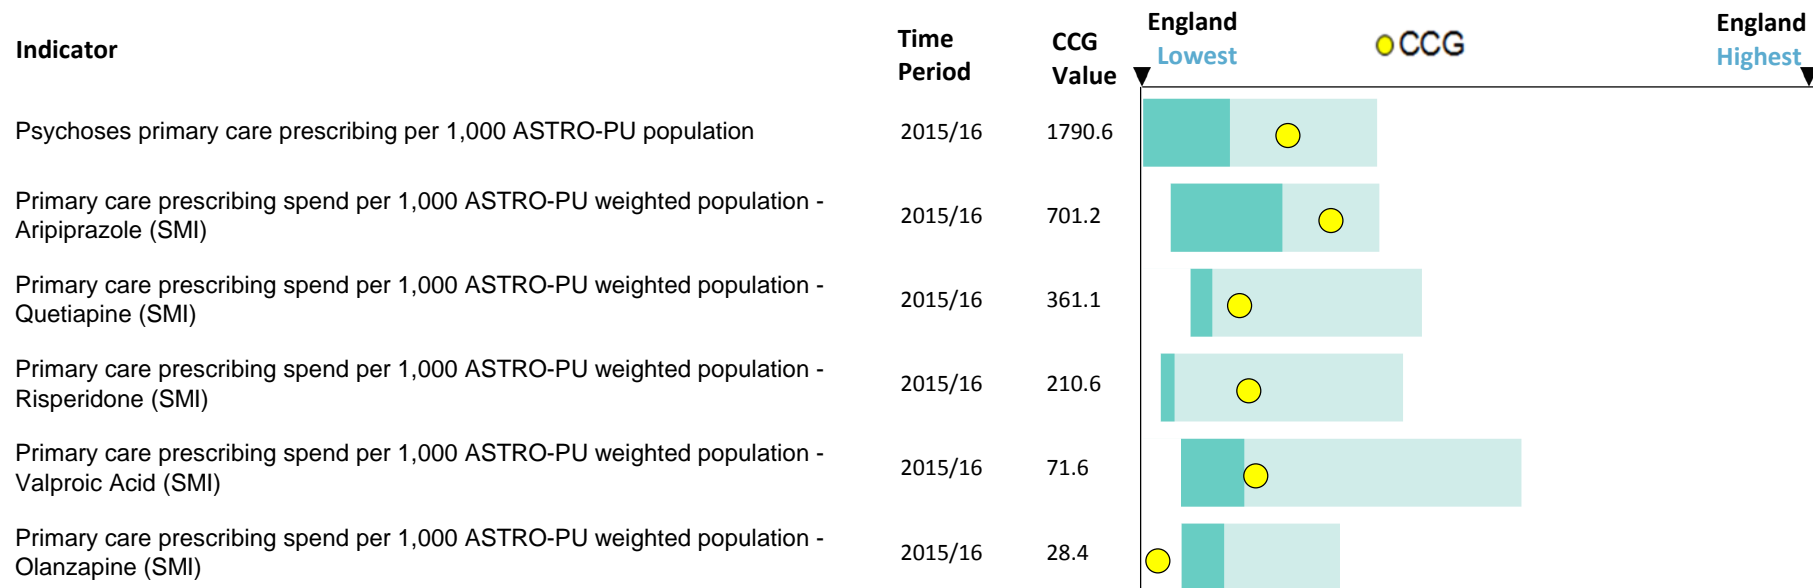 Indicator
Time
Period
CCG
Value
England
Lowest
CCG
England
Highest
Psychoses primary care prescribing per 1,000 ASTRO-PU population
2015/16
1790.6
Primary care prescribing spend per 1,000 ASTRO-PU weighted population -
Aripiprazole (SMI)
2015/16
701.2
Primary care prescribing spend per 1,000 ASTRO-PU weighted population -
Quetiapine (SMI)
2015/16
361.1
Primary care prescribing spend per 1,000 ASTRO-PU weighted population -
Risperidone (SMI)
2015/16
210.6
Primary care prescribing spend per 1,000 ASTRO-PU weighted population -
Valproic Acid (SMI)
2015/16
71.6
Primary care prescribing spend per 1,000 ASTRO-PU weighted population -
Olanzapine (SMI)
2015/16
28.4